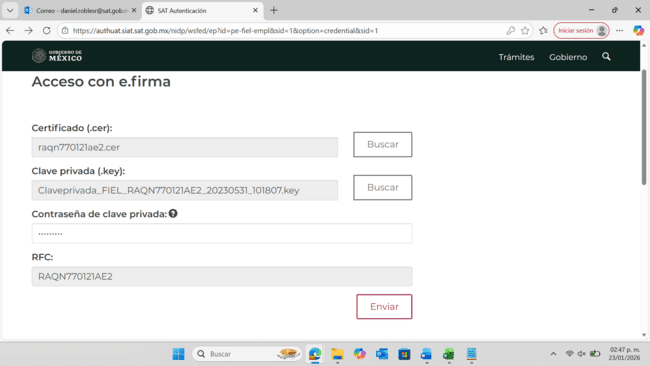 Correo - daniel.roblesr@sat.gob.m
SAT Autenticación
https://authuat.siat.sat.gob.mx/nidp/wsfed/ep?id=pe-fiel-empl&sid=1&option=credential&sid=1
Iniciar sesión
GOBIERNO DE
MÉXICO
Trámites
Gobierno
Acceso con e.firma
Certificado (.cer):
raqn770121ae2.cer
Buscar
Clave privada (.key):
Claveprivada_FIEL_RAQN770121AE2_20230531_101807.key
Buscar
Contraseña de clave privada:
•••••••••
RFC:
RAQN770121AE2
Enviar
Buscar
02:47 p. m.
23/01/2026